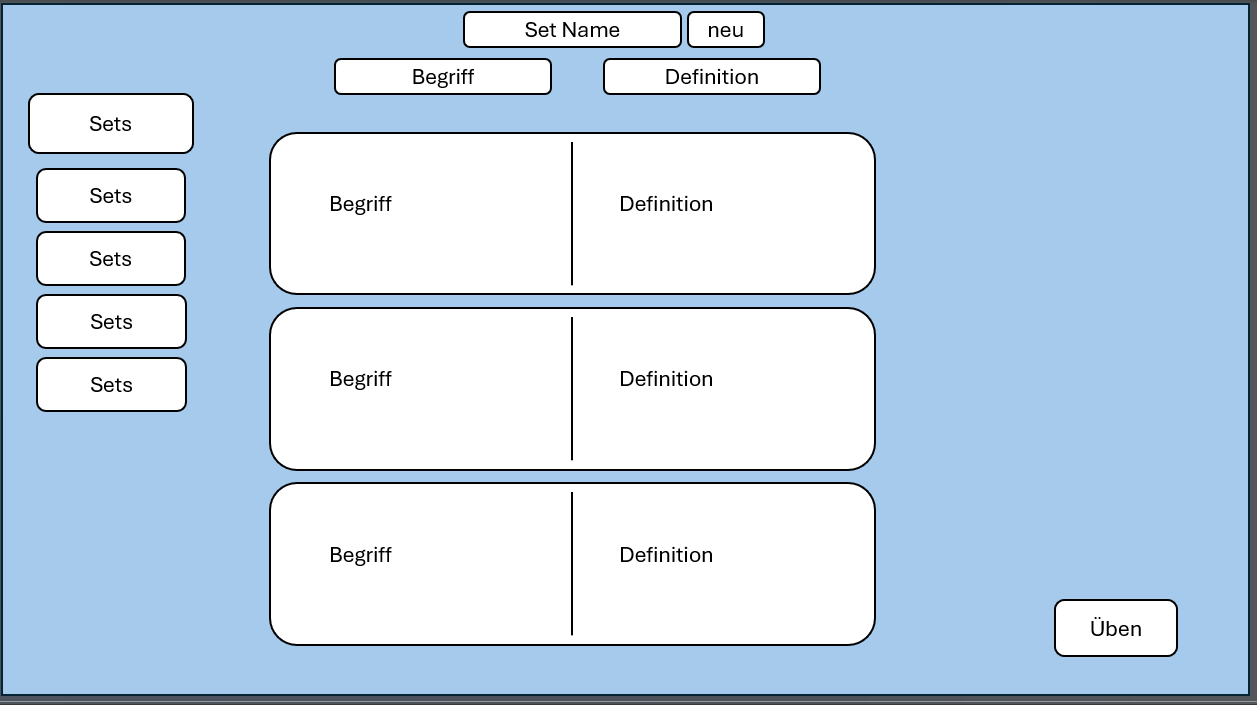 Set Name
neu
Begriff
Definition
Sets
Sets
Sets
Sets
Sets
Begriff
Definition
Begriff
Definition
Begriff
Definition
Üben